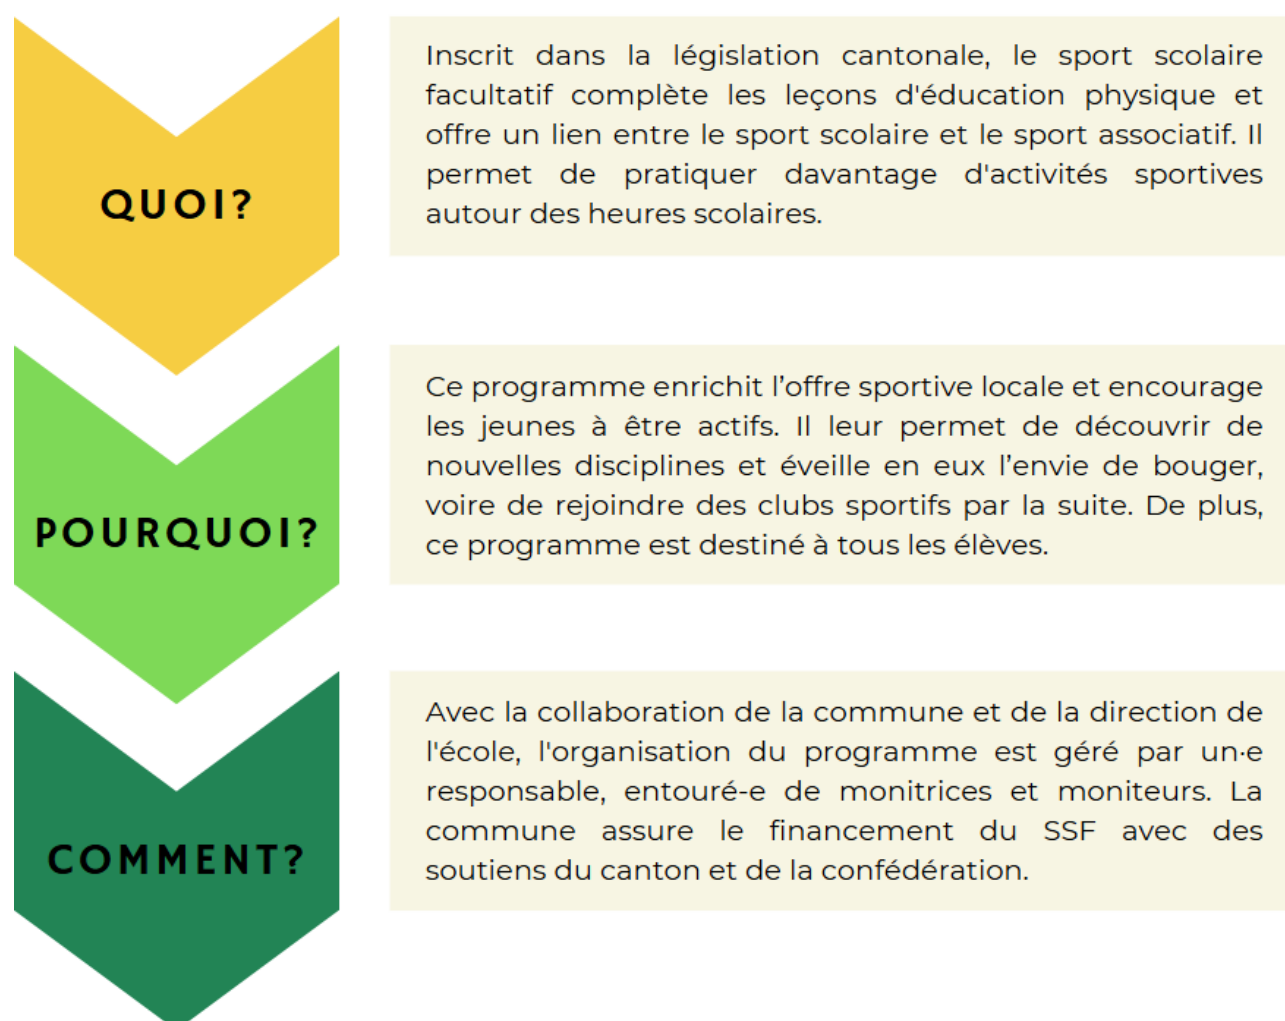 QUOI?
Inscrit dans la législation cantonale, le sport scolaire
facultatif complète les leçons d'éducation physique et
offre un lien entre le sport scolaire et le sport associatif. Il
permet de pratiquer davantage d'activités sportives
autour des heures scolaires.
POURQUOI?
Ce programme enrichit l’offre sportive locale et encourage
les jeunes à être actifs. Il leur permet de découvrir de
nouvelles disciplines et éveille en eux l’envie de bouger,
voire de rejoindre des clubs sportifs par la suite. De plus,
ce programme est destiné à tous les élèves.
COMMENT?
Avec la collaboration de la commune et de la direction de
l'école, l'organisation du programme est géré par un·e
responsable, entouré-e de monitrices et moniteurs. La
commune assure le financement du SSF avec des
soutiens du canton et de la confédération.